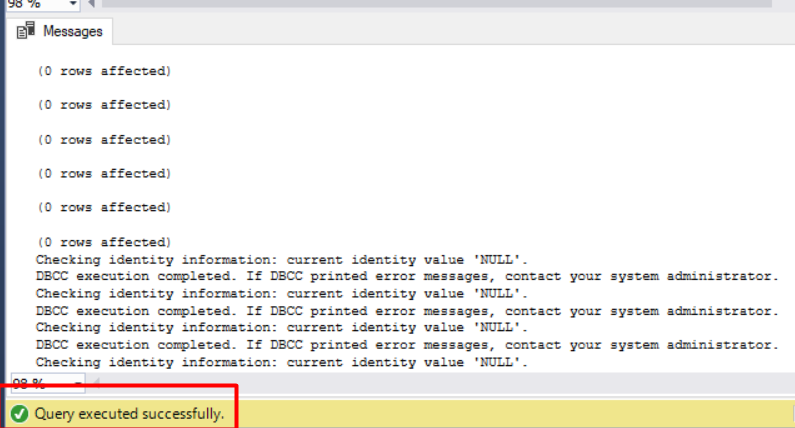 98 %
Messages
(0 rows affected)
(0 rows affected)
(0 rows affected)
(0 rows affected)
(0 rows affected)
(0 rows affected)
Checking identity information: current identity value 'NULL'.
DBCC execution completed. If DBCC printed error messages, contact your system administrator.
Checking identity information: current identity value 'NULL'.
DBCC execution completed. If DBCC printed error messages, contact your system administrator.
Checking identity information: current identity value 'NULL'.
DBCC execution completed. If DBCC printed error messages, contact your system administrator.
Checking identity information: current identity value 'NULL'.
98 %
Query executed successfully.